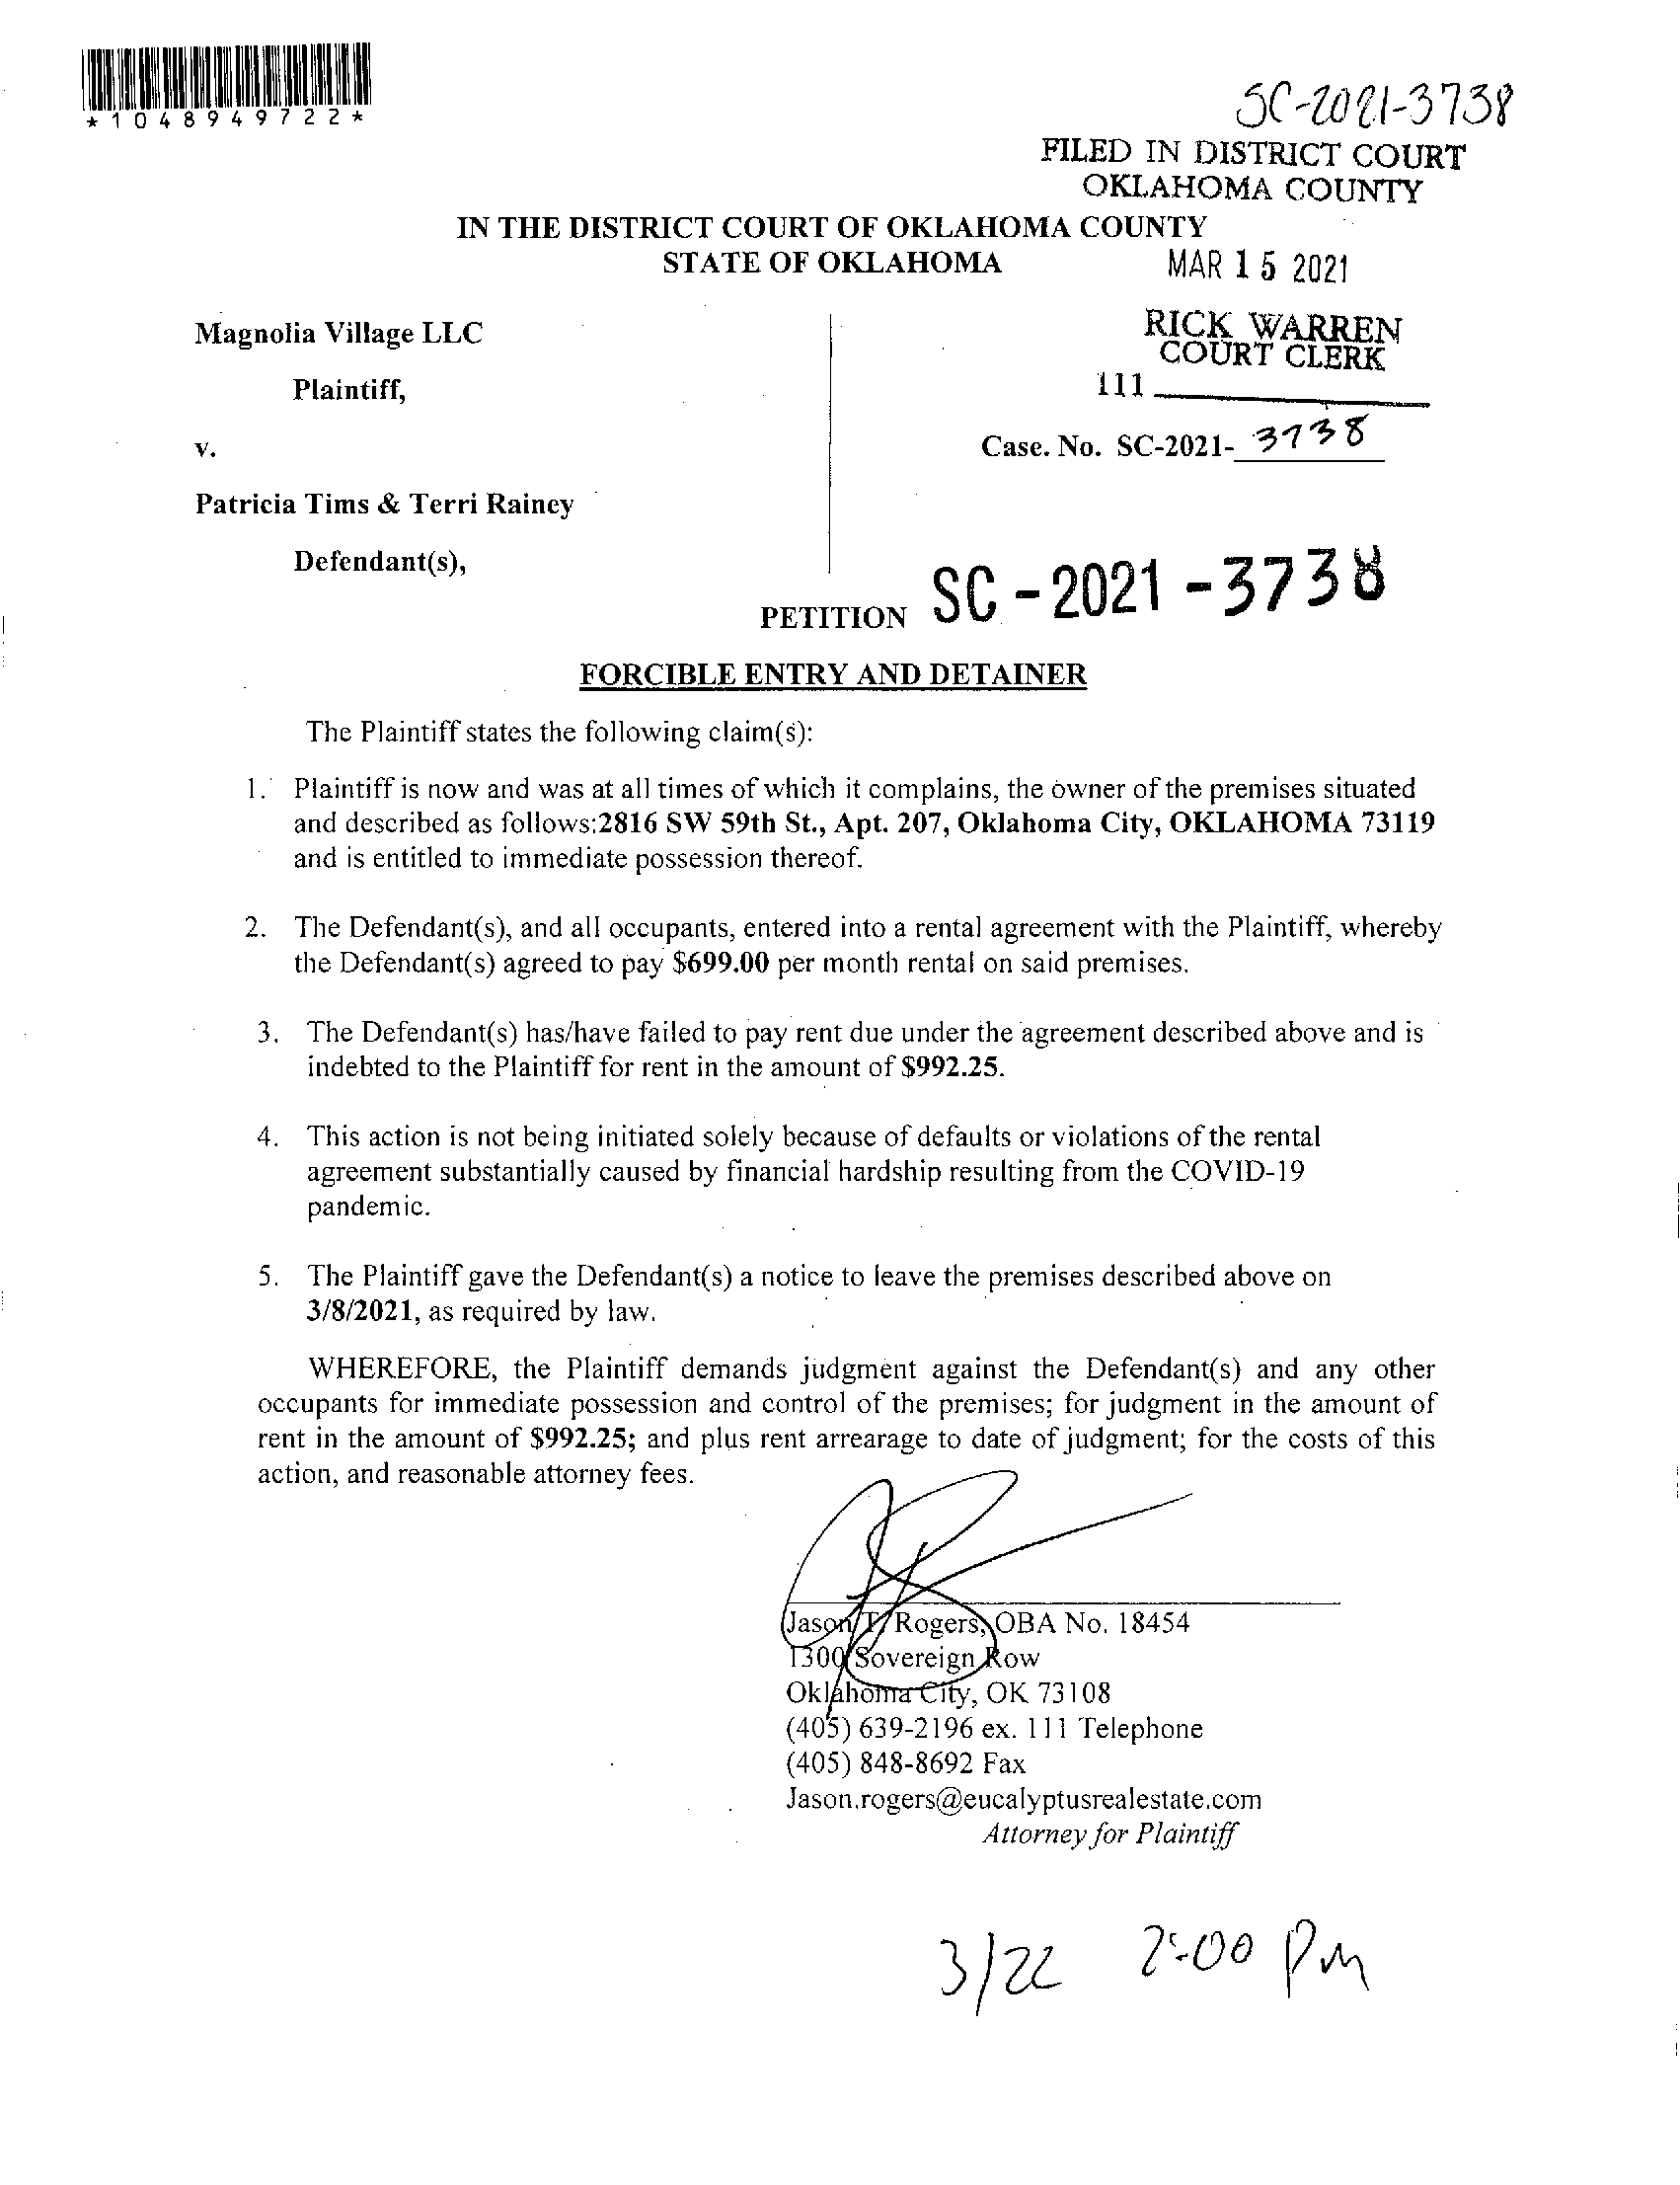 *1048949722*
SC-2021-3738
FILED IN DISTRICT COURT
OKLAHOMA COUNTY
IN THE DISTRICT COURT OF OKLAHOMA COUNTY
STATE OF OKLAHOMA
MAR 15 2021
Magnolia Village LLC
RICK WARREN
COURT CLERK
Plaintiff,
111
v.
Case. No. SC-2021- 3738
Patricia Tims & Terri Rainey
Defendant(s),
SC - 2021 - 3738
PETITION
FORCIBLE ENTRY AND DETAINER
The Plaintiff states the following claim(s):
1. Plaintiff is now and was at all times of which it complains, the owner of the premises situated
and described as follows:2816 SW 59th St., Apt. 207, Oklahoma City, OKLAHOMA 73119
and is entitled to immediate possession thereof.
2. The Defendant(s), and all occupants, entered into a rental agreement with the Plaintiff, whereby
the Defendant(s) agreed to pay $699.00 per month rental on said premises.
3. The Defendant(s) has/have failed to pay rent due under the agreement described above and is
indebted to the Plaintiff for rent in the amount of $992.25.
4. This action is not being initiated solely because of defaults or violations of the rental
agreement substantially caused by financial hardship resulting from the COVID-19
pandemic.
5. The Plaintiff gave the Defendant(s) a notice to leave the premises described above on
3/8/2021, as required by law.
WHEREFORE, the Plaintiff demands judgment against the Defendant(s) and any other
occupants for immediate possession and control of the premises; for judgment in the amount of
rent in the amount of $992.25; and plus rent arrearage to date of judgment; for the costs of this
action, and reasonable attorney fees.
Jason T. Rogers, OBA No. 18454
1300 Sovereign Row
Oklahoma City, OK 73108
(405) 639-2196 ex. 111 Telephone
(405) 848-8692 Fax
Jason.rogers@eucalyptusrealestate.com
Attorney for Plaintiff
3/22 2:00 PM